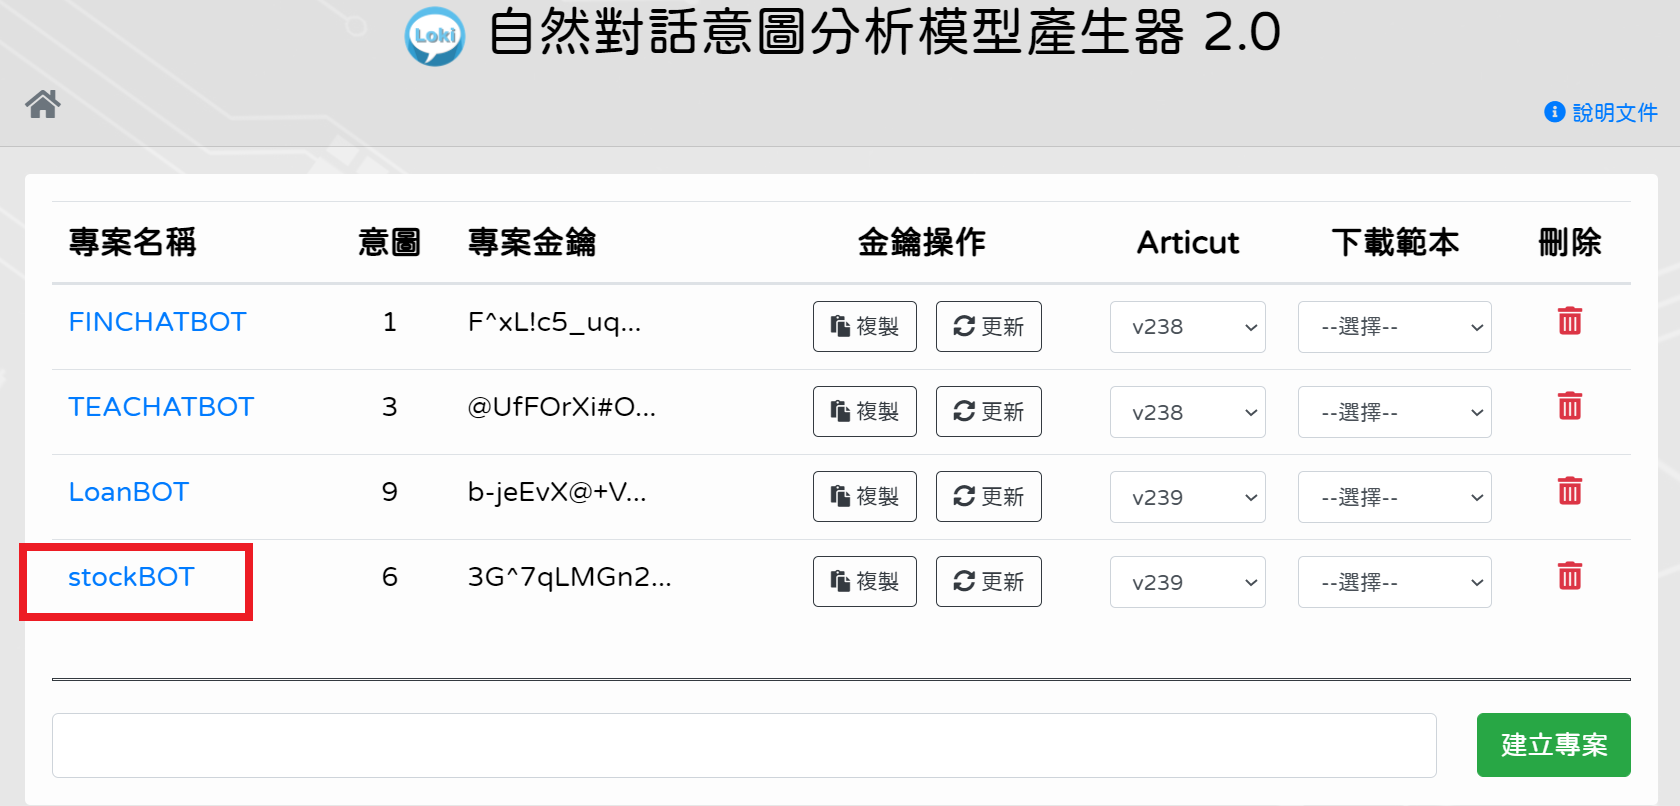 Loki 自然對話意圖分析模型產生器 2.0
說明文件
專案名稱 意圖 專案金鑰 金鑰操作 Articut 下載範本 刪除
FINCHATBOT 1 F^xL!c5_uq... 複製 更新 v238 --選擇--
TEACHATBOT 3 @UfFOrXi#O... 複製 更新 v238 --選擇--
LoanBOT 9 b-jeEvX@+V... 複製 更新 v239 --選擇--
stockBOT 6 3G^7qLMGn2... 複製 更新 v239 --選擇--
建立專案